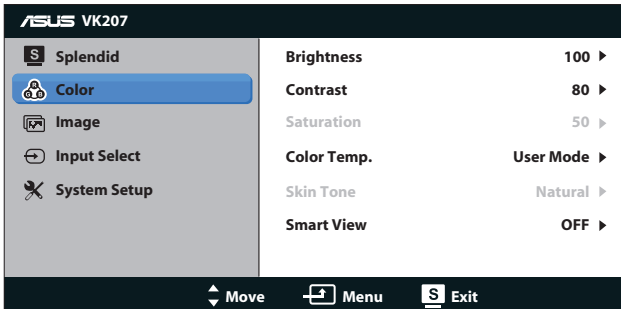 ASUS VK207
S Splendid
Color
Image
Input Select
System Setup
Brightness 100
Contrast 80
Saturation 50
Color Temp. User Mode
Skin Tone Natural
Smart View OFF
Move Menu S Exit